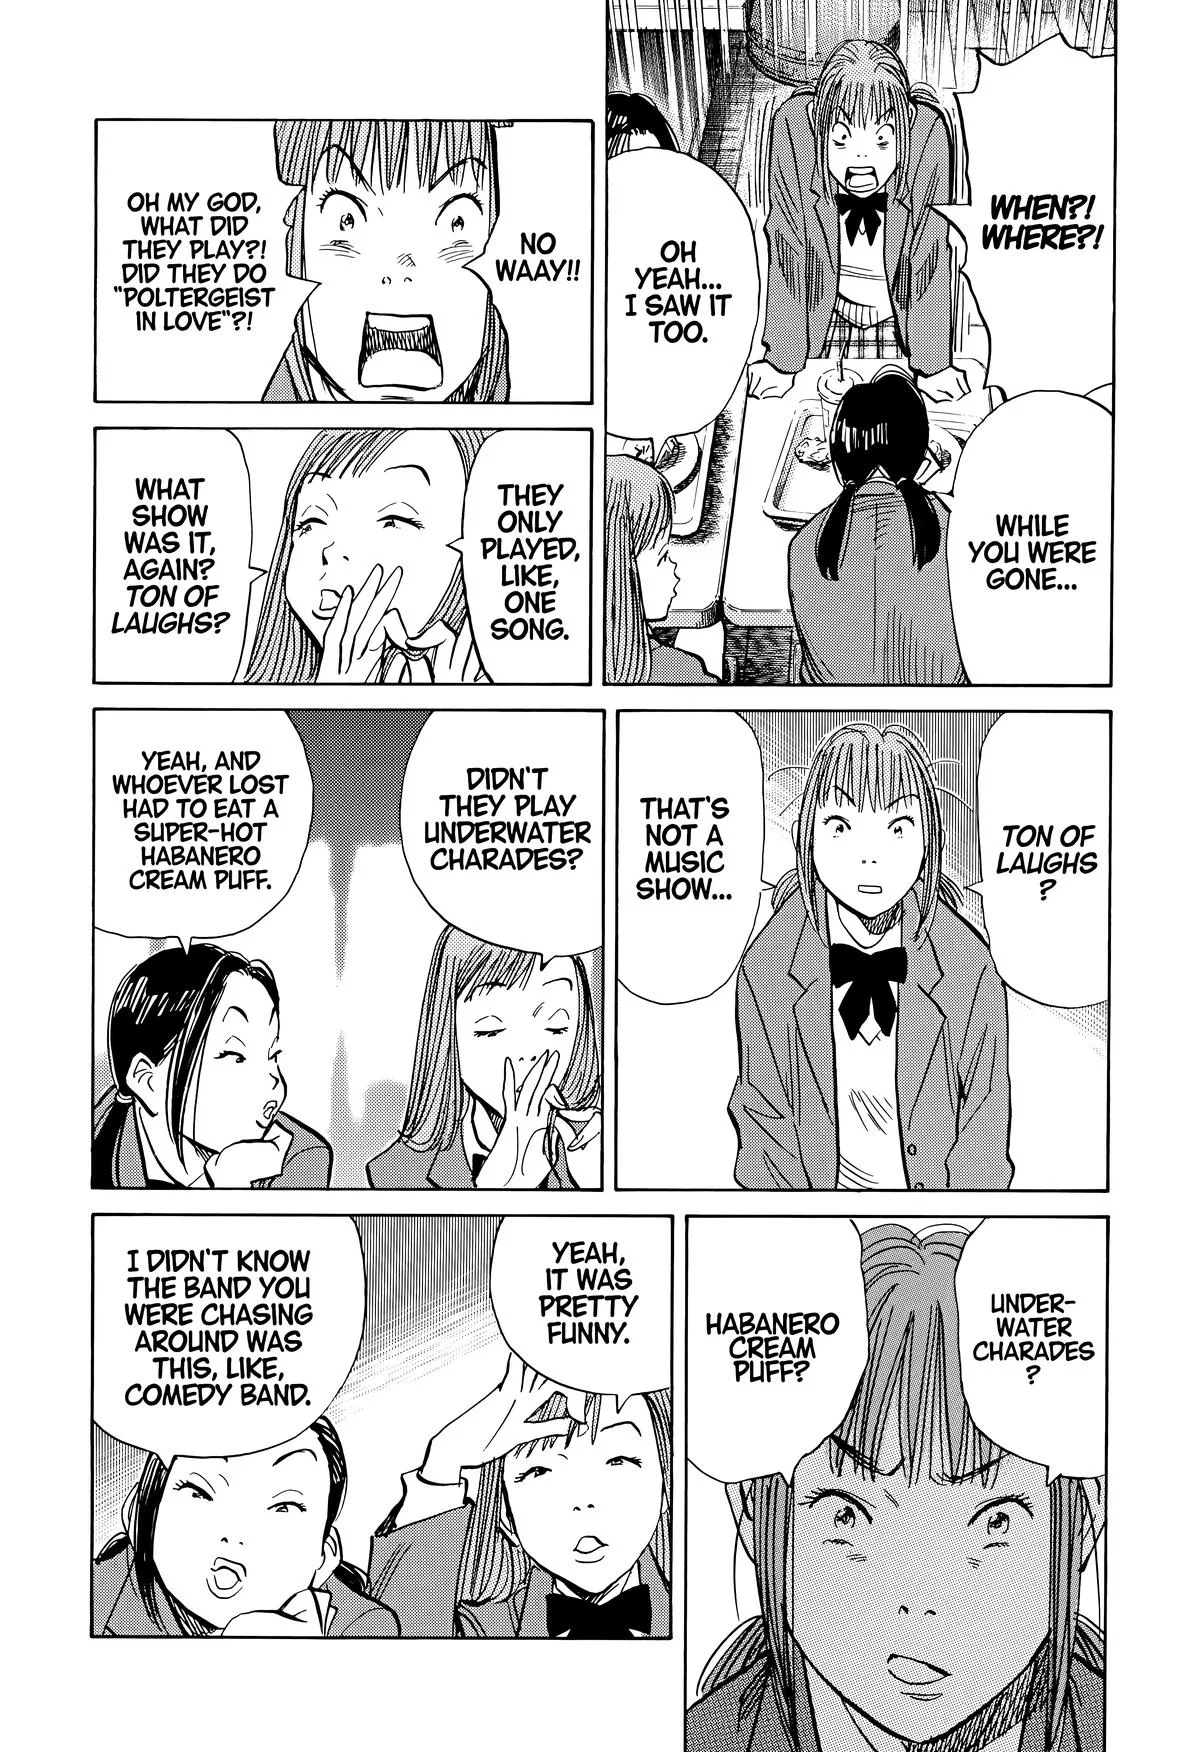 WHEN?!
WHERE?!
OH
YEAH...
I SAW IT
TOO.
WHILE
YOU WERE
GONE...
NO
WAAY!!
OH MY GOD,
WHAT DID
THEY PLAY?!
DID THEY DO
"POLTERGEIST
IN LOVE"?!
THEY
ONLY
PLAYED,
LIKE,
ONE
SONG.
WHAT
SHOW
WAS IT,
AGAIN?
TON OF
LAUGHS?
TON OF
LAUGHS
?
THAT'S
NOT A
MUSIC
SHOW...
DIDN'T
THEY PLAY
UNDERWATER
CHARADES?
YEAH, AND
WHOEVER LOST
HAD TO EAT A
SUPER-HOT
HABANERO
CREAM PUFF.
UNDER-
WATER
CHARADES
?
HABANERO
CREAM
PUFF?
YEAH,
IT WAS
PRETTY
FUNNY.
I DIDN'T KNOW
THE BAND YOU
WERE CHASING
AROUND WAS
THIS, LIKE,
COMEDY BAND.